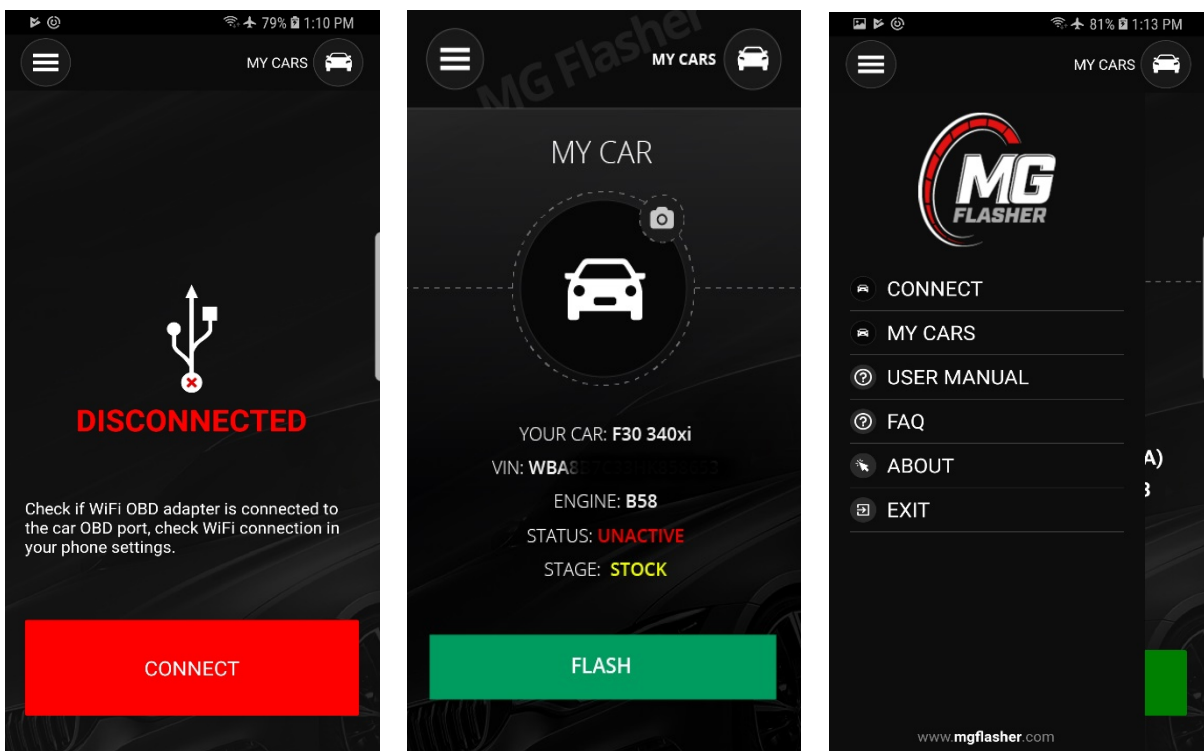 79% 1:10 PM
MY CARS
DISCONNECTED
Check if WiFi OBD adapter is connected to
the car OBD port, check WiFi connection in
your phone settings.
CONNECT
MG Flasher
MY CARS
MY CAR
YOUR CAR: F30 340xi
VIN: WBA8
ENGINE: B58
STATUS: UNACTIVE
STAGE: STOCK
FLASH
81% 1:13 PM
MY CARS
MG
FLASHER
CONNECT
MY CARS
USER MANUAL
FAQ
ABOUT
EXIT
A)
www.mgflasher.com